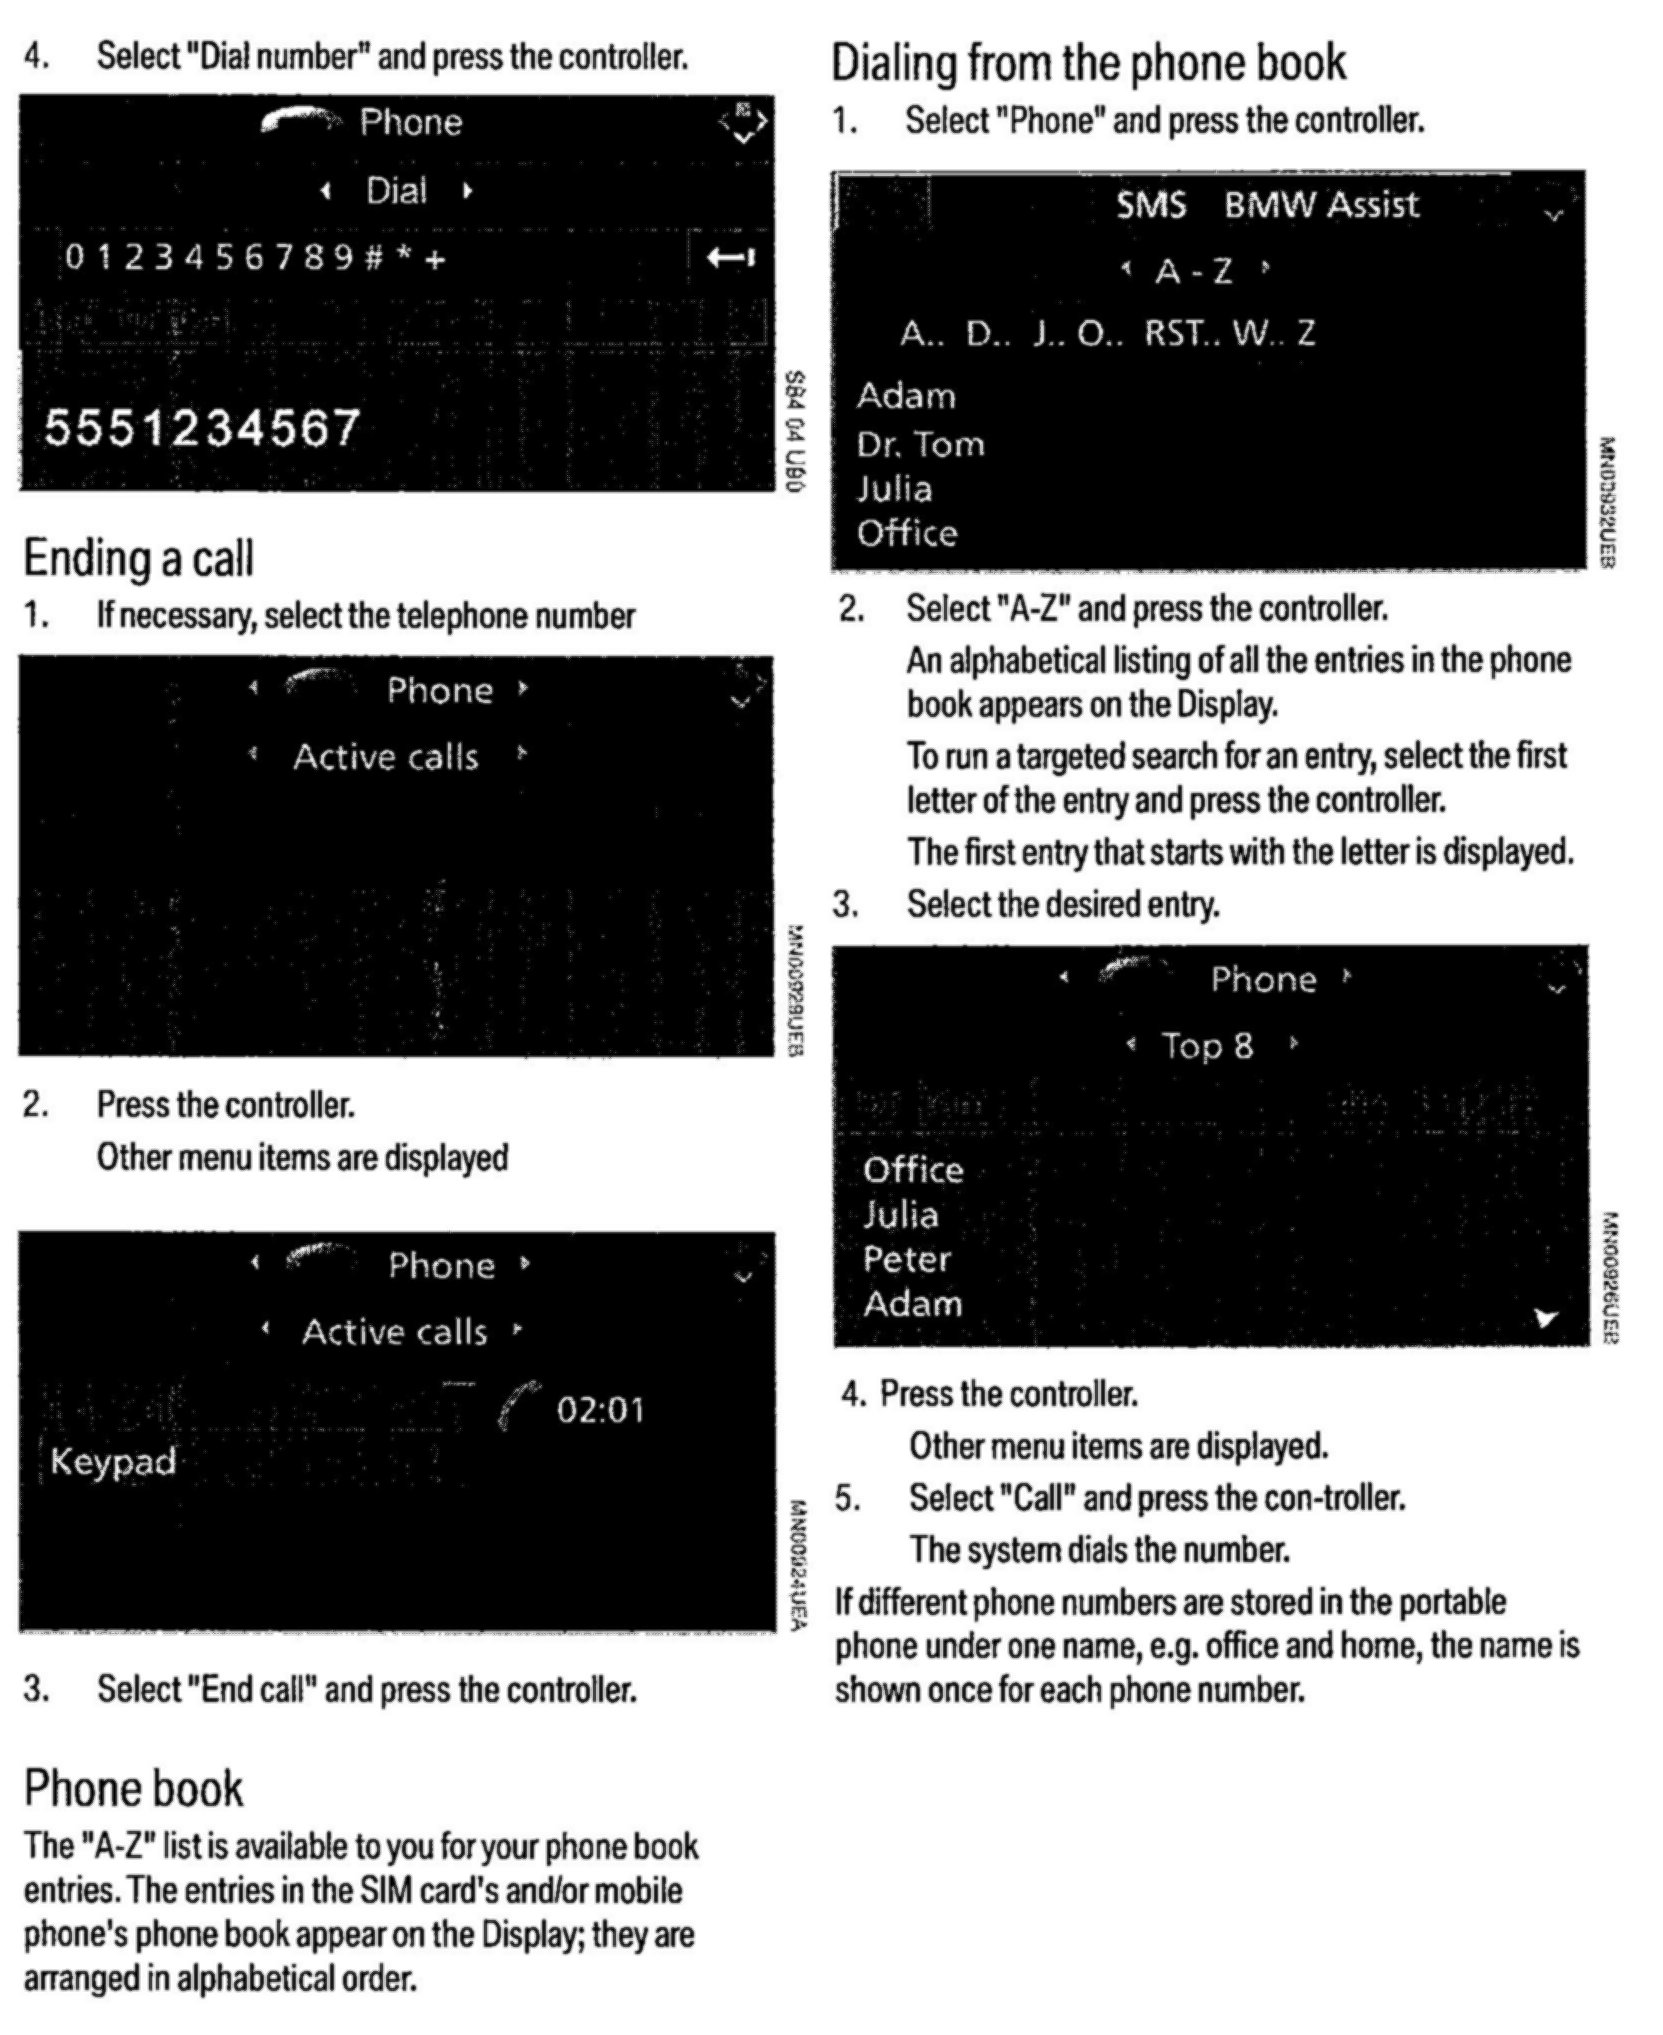 4. Select "Dial number" and press the controller.
Phone
Dial
0 1 2 3 4 5 6 7 8 9 # * +
5551234567
Ending a call
1. If necessary, select the telephone number
Phone
Active calls
MN00929UEB
2. Press the controller.
Other menu items are displayed
Phone
Active calls
02:01
Keypad
MN00924UEA
3. Select "End call" and press the controller.
Phone book
The "A-Z" list is available to you for your phone book
entries. The entries in the SIM card's and/or mobile
phone's phone book appear on the Display; they are
arranged in alphabetical order.
Dialing from the phone book
1. Select "Phone" and press the controller.
SMS BMW Assist
A - Z
A.. D.. J.. O.. RST.. W.. Z
Adam
Dr. Tom
Julia
Office
MN00932UEB
2. Select "A-Z" and press the controller.
An alphabetical listing of all the entries in the phone
book appears on the Display.
To run a targeted search for an entry, select the first
letter of the entry and press the controller.
The first entry that starts with the letter is displayed.
3. Select the desired entry.
Phone
Top 8
Office
Julia
Peter
Adam
MN00926UEB
4. Press the controller.
Other menu items are displayed.
5. Select "Call" and press the con-troller.
The system dials the number.
If different phone numbers are stored in the portable
phone under one name, e.g. office and home, the name is
shown once for each phone number.